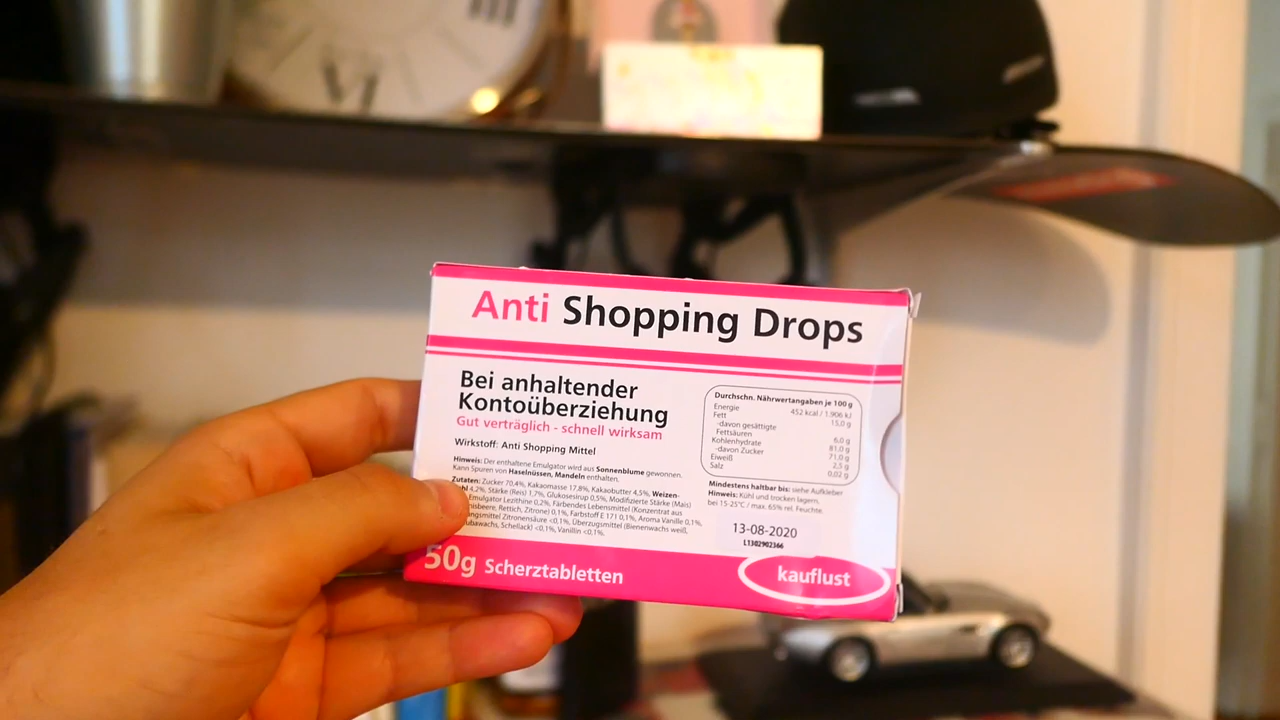 Anti Shopping Drops
Bei anhaltender
Kontoüberziehung
Gut verträglich - schnell wirksam
Wirkstoff: Anti Shopping Mittel
Hinweis: Der enthaltene Emulgator wird aus Sonnenblume gewonnen.
Kann Spuren von Haselnüssen, Mandeln enthalten.
Zutaten: Zucker 70,4%, Kakaomasse 17,8%, Kakaobutter 4,5%, Weizen-
4,2%, Stärke (Reis) 1,7%, Glukosesirup 0,5%, Modifizierte Stärke (Mais)
Emulgator Lezithine 0,2%, Färbendes Lebensmittel (Konzentrat aus
Rettich, Zitrone) 0,1%, Farbstoff E 171 0,1%, Aroma Vanille 0,1%,
Zitronensäure <0,1%, Überzugsmittel (Bienenwachs weiß,
Schellack) <0,1%, Vanillin <0,1%.
Durchschn. Nährwertangaben je 100 g
Energie 452 kcal / 1.906 kJ
Fett 15,0 g
-davon gesättigte
Fettsäuren 6,0 g
Kohlenhydrate 81,0 g
-davon Zucker 71,0 g
Eiweiß 2,5 g
Salz 0,02 g
Mindestens haltbar bis: siehe Aufkleber
Hinweis: Kühl und trocken lagern.
bei 15-25°C / max. 65% rel. Feuchte.
13-08-2020
L1302902366
50g Scherztabletten
kauflust